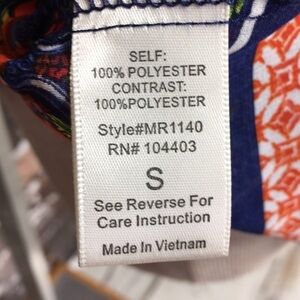 SELF:
100% POLYESTER
CONTRAST:
100%POLYESTER
Style#MR1140
RN# 104403
S
See Reverse For
Care Instruction
Made In Vietnam